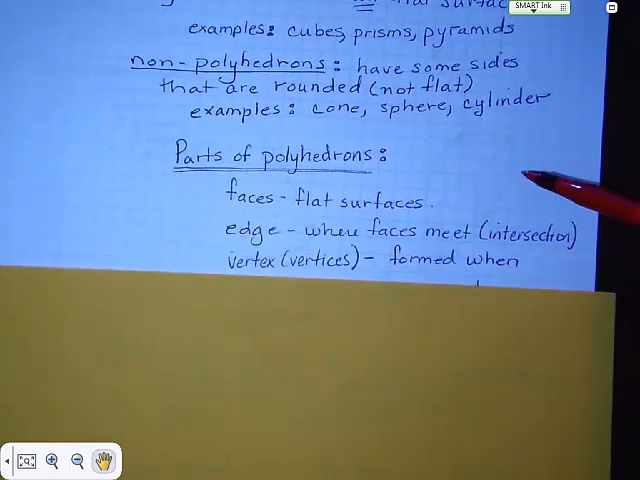 SMART Ink
examples: cubes, prisms, pyramids
non-polyhedrons: have some sides
that are rounded (not flat)
examples: cone, sphere, cylinder
Parts of polyhedrons:
faces - flat surfaces.
edge - when faces meet (intersection)
vertex (vertices) - formed when